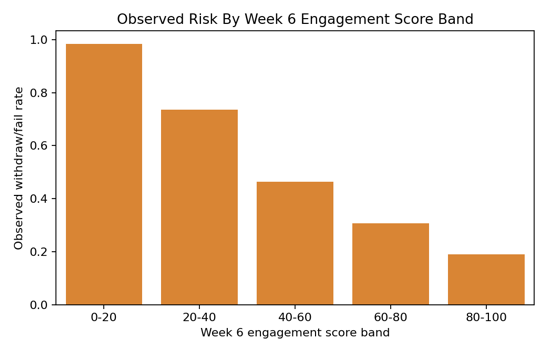 Observed Risk By Week 6 Engagement Score Band
Observed withdraw/fail rate
1.0
0.8
0.6
0.4
0.2
0.0
0-20 20-40 40-60 60-80 80-100
Week 6 engagement score band